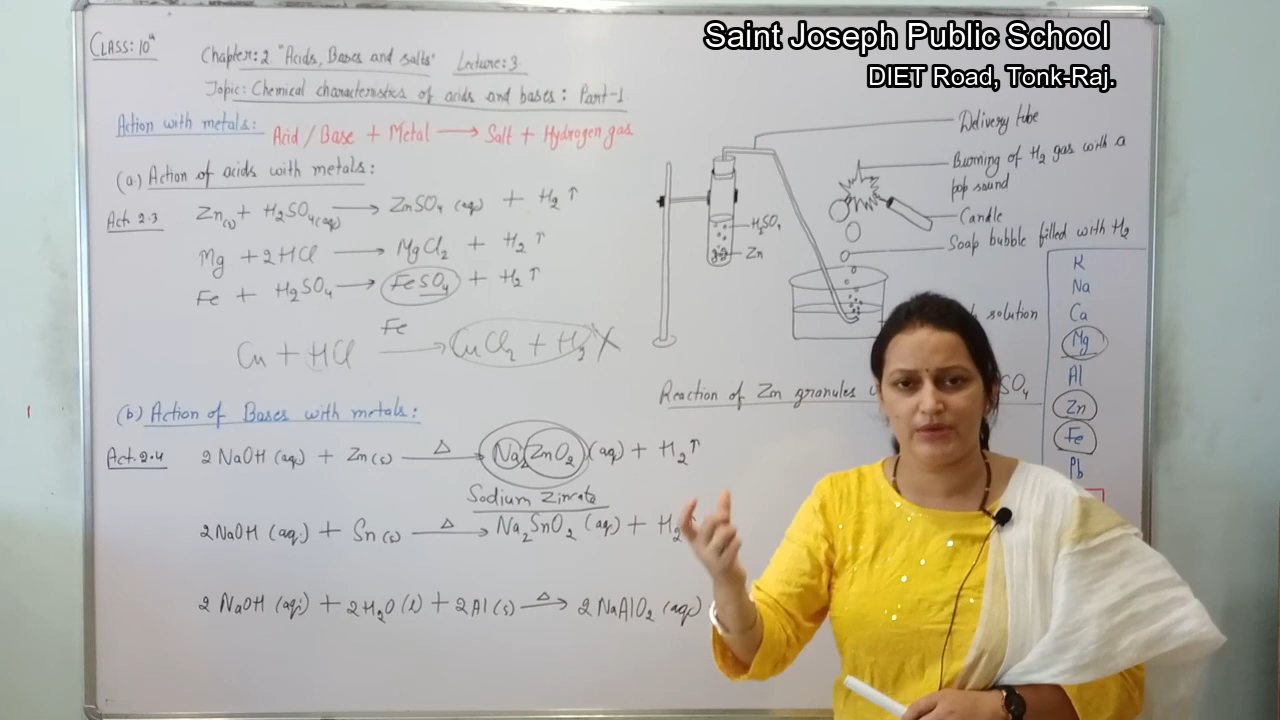 Saint Joseph Public School
DIET Road, Tonk-Raj.
CLASS: 10th
Chapter: 2 "Acids, Bases and salts" Lecture: 3
Topic: Chemical characteristics of acids and bases: Part-1
Action with metals: Acid/Base + Metal ⟶ Salt + Hydrogen gas
(a.) Action of acids with metals:
Act. 2.3 Zn(s) + H₂SO₄(aq) ⟶ ZnSO₄ (aq) + H₂↑
Mg + 2HCl ⟶ MgCl₂ + H₂↑
Fe + H₂SO₄ ⟶ FeSO₄ + H₂↑
Fe
Cu + HCl ⟶ CuCl₂ + H₂ X
(b) Action of Bases with metals:
Act. 2.4 2NaOH (aq) + Zn(s) —Δ→ Na₂ZnO₂ (aq) + H₂↑
Sodium Zincate
2NaOH (aq.) + Sn(s) —Δ→ Na₂SnO₂ (aq) + H₂↑
2NaOH (aq.) + 2H₂O(l) + 2Al(s) —Δ→ 2NaAlO₂ (aq)
Delivery tube
Burning of H₂ gas with a
pop sound
Candle
Soap bubble filled with H₂
H₂SO₄
Zn
solution
Reaction of Zn granules SO₄
K
Na
Ca
Mg
Al
Zn
Fe
Pb